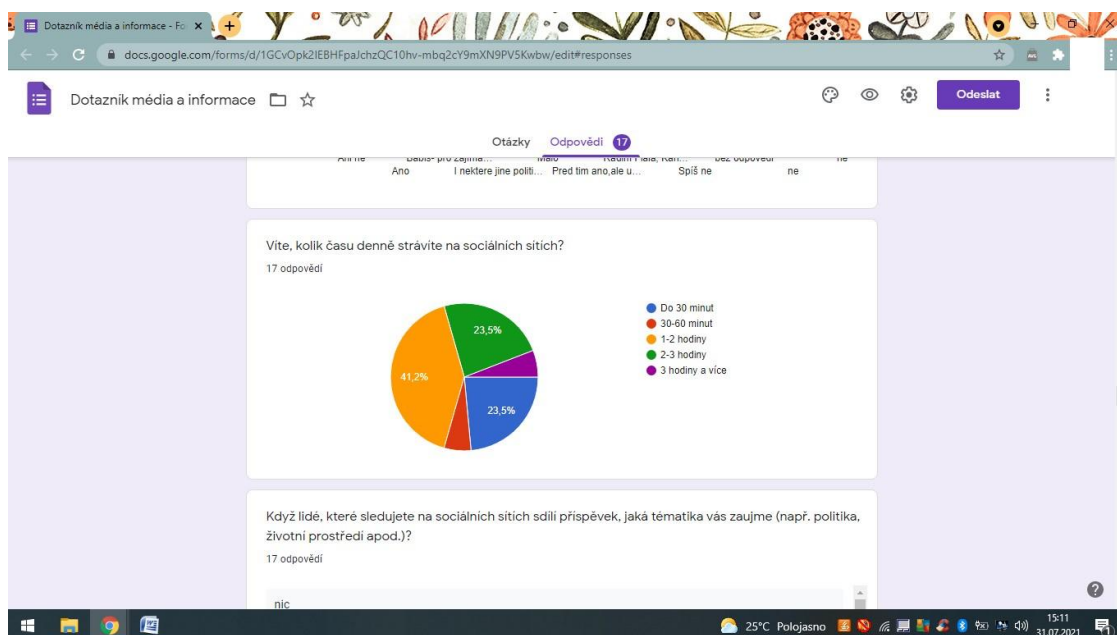 Dotazník média a informace - Fo
docs.google.com/forms/d/1GCvOpk2IEBHFpaJchzQC10hv-mbq2cY9mXN9PV5Kwbw/edit#responses
Dotazník média a informace
Odeslat
Otázky Odpovědi 17
Ano I nektere jine politi... Pred tim ano,ale u... Spíš ne ne
Víte, kolik času denně strávíte na sociálních sítích?
17 odpovědí
23,5%
41,2%
23,5%
Do 30 minut
30-60 minut
1-2 hodiny
2-3 hodiny
3 hodiny a více
Když lidé, které sledujete na sociálních sítích sdílí příspěvek, jaká tématika vás zaujme (např. politika,
životní prostředí apod.)?
17 odpovědí
nic
25°C Polojasno
15:11
31.07.2021